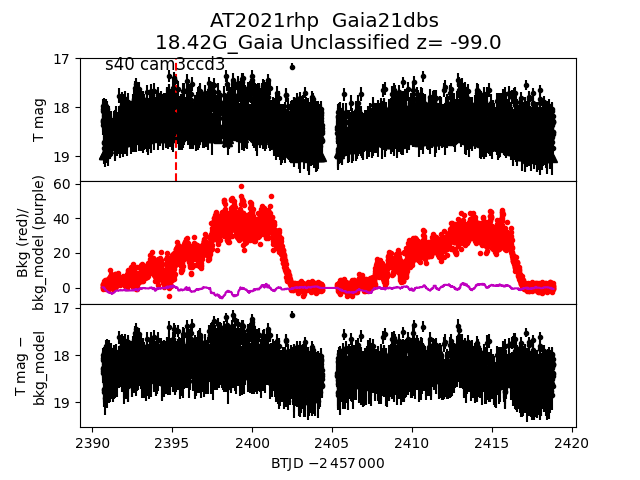 AT2021rhp Gaia21dbs
18.42G_Gaia Unclassified z= -99.0
s40 cam3ccd3
17
18
19
T mag
60
40
20
0
Bkg (red)/
bkg_model (purple)
17
18
19
T mag −
bkg_model
2390 2395 2400 2405 2410 2415 2420
BTJD −2 457 000